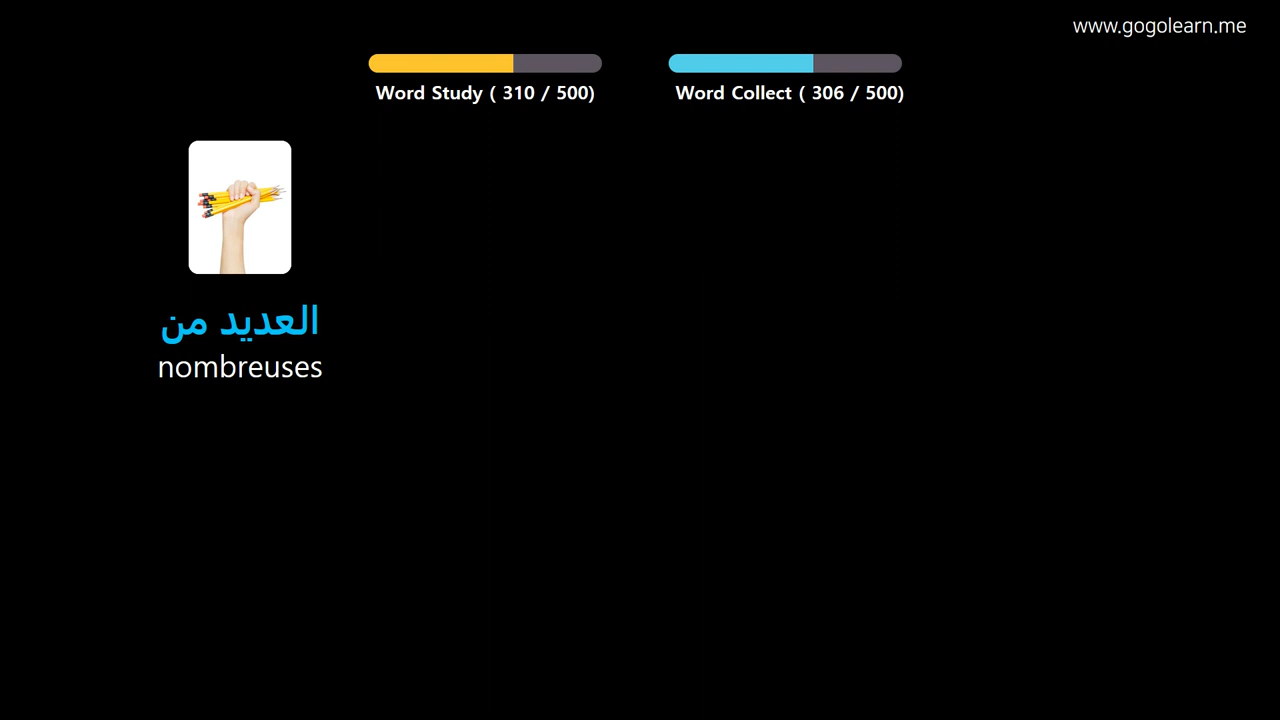 www.gogolearn.me
Word Study ( 310 / 500)
Word Collect ( 306 / 500)
العديد من
nombreuses